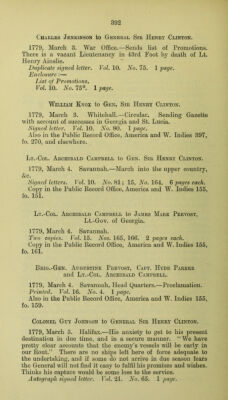 392
Charles Jenkinson to General Sir Henry Clinton.
1779, March 3. War Office.—Sends list of Promotions.
There is a vacant Lieutenancy in 63rd Foot by death of Lt.
Henry Ainslie.
Duplicate signed letter. Vol. 10. No. 75. 1 page.
Enclosure :—
List of Promotions.
Vol. 10. No. 75ª. 1 page.
William Knox to Gen. Sir Henry Clinton.
1779, March 3. Whitehall.—Circular. Sending Gazette
with account of successes in Georgia and St. Lucia.
Signed letter. Vol. 10. No. 80. 1 page.
Also in the Public Record Office, America and W. Indies 397,
fo. 270, and elsewhere.
Lt.-Col. Archibald Campbell to Gen. Sir Henry Clinton.
1779, March 4. Savannah.—March into the upper country,
&c.
Signed letters. Vol. 10. No. 81; 15, No. 164. 6 pages each.
Copy in the Public Record Office, America and W. Indies 155,
fo. 151.
Lt.-Col. Archibald Campbell to James Mark Prevost,
Lt.-Gov. of Georgia.
1779, March 4. Savannah.
Two copies. Vol. 15. Nos. 165, 166. 2 pages each.
Copy in the Public Record Office, America and W. Indies 155,
fo. 161.
Brig.-Gen. Augustine Prevost, Capt. Hyde Parker
and Lt.-Col. Archibald Campbell.
1779, March 4. Savannah, Head Quarters.—Proclamation.
Printed. Vol. 16. No. 4. 1 page.
Also in the Public Record Office, America and W. Indies 155,
fo. 159.
Colonel Guy Johnson to General Sir Henry Clinton.
1779, March 5. Halifax.—His anxiety to get to his present
destination in due time, and in a secure manner. "We have
pretty clear accounts that the enemy's vessels will be early in
our front." There are no ships left here of force adequate to
the undertaking, and if some do not arrive in due season fears
the General will not find it easy to fulfil his promises and wishes.
Thinks his capture would be some loss to the service.
Autograph signed letter. Vol. 21. No. 65. 1 page.